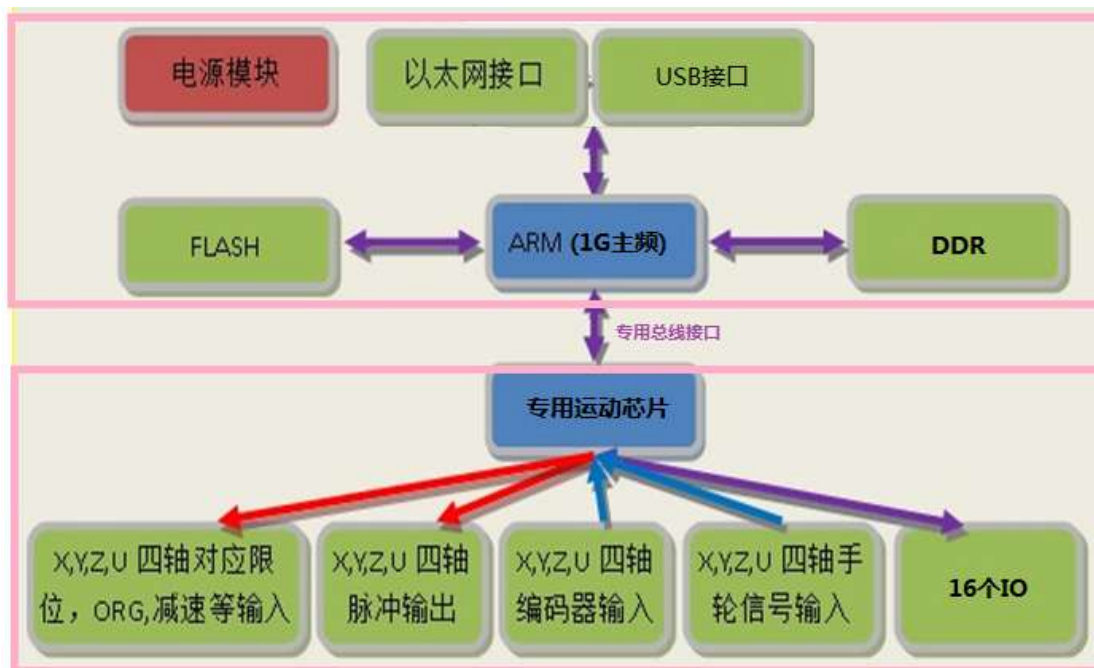 电源模块
以太网接口
USB接口
FLASH
ARM (1G主频)
DDR
专用总线接口
专用运动芯片
X,Y,Z,U 四轴对应限
位，ORG,减速等输入
X,Y,Z,U 四轴
脉冲输出
X,Y,Z,U 四轴
编码器输入
X,Y,Z,U 四轴手
轮信号输入
16个IO